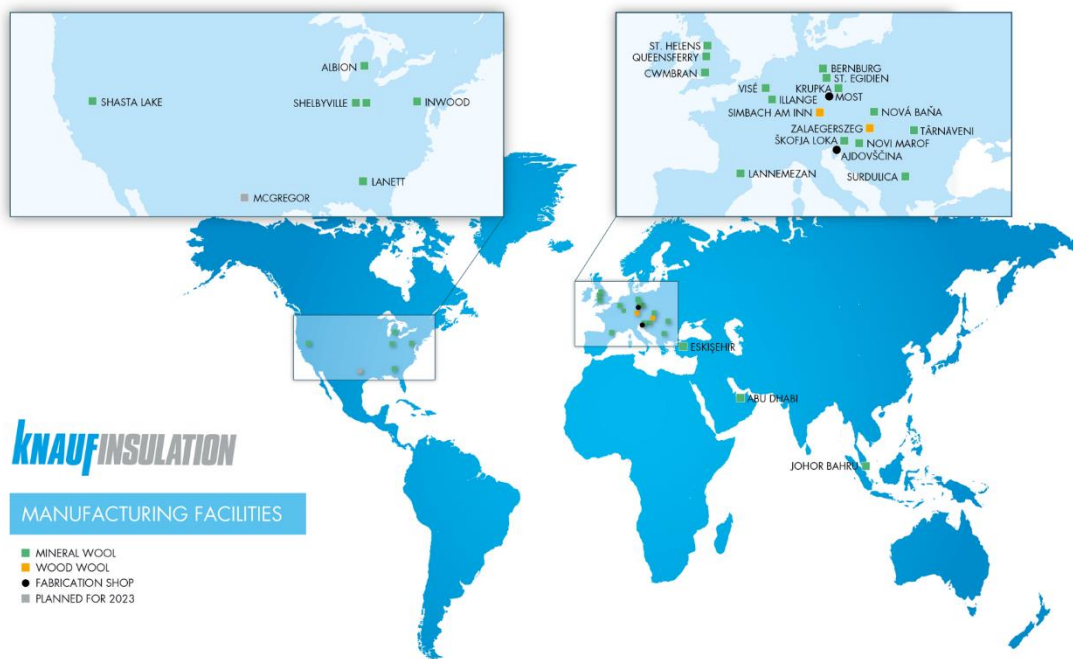 ALBION
SHASTA LAKE
SHELBYVILLE
INWOOD
LANETT
MCGREGOR
ST. HELENS
QUEENSFERRY
CWMBRAN
BERNBURG
ST. EGIDIEN
VISÉ
KRUPKA
ILLANGE
MOST
SIMBACH AM INN
NOVÁ BAŇA
ZALAEGERSZEG
TÂRNĂVENI
ŠKOFJA LOKA
NOVI MAROF
AJDOVŠČINA
LANNEMEZAN
SURDULICA
ESKIŞEHIR
ABU DHABI
JOHOR BAHRU
KNAUFINSULATION
MANUFACTURING FACILITIES
MINERAL WOOL
WOOD WOOL
FABRICATION SHOP
PLANNED FOR 2023